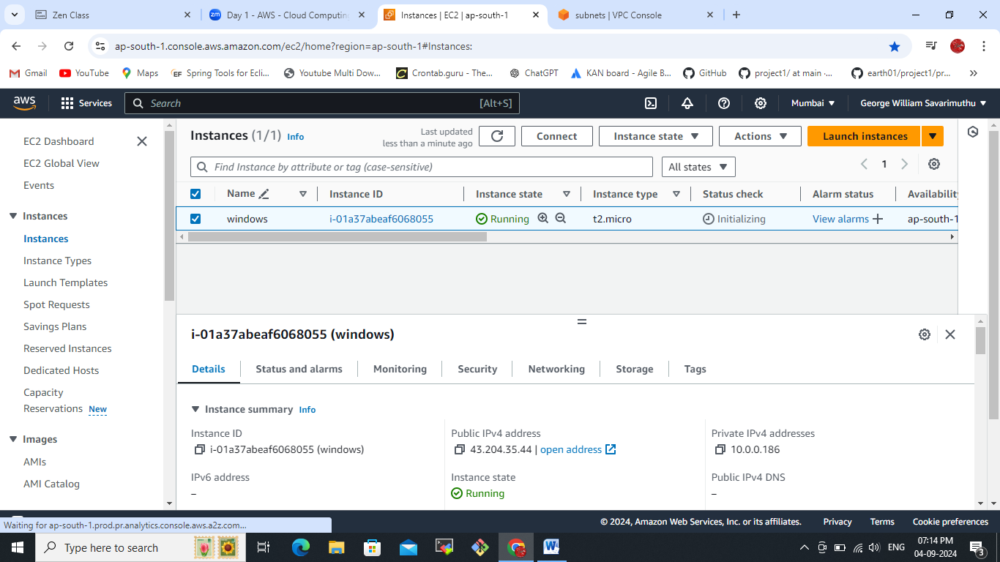 Zen Class
Day 1 - AWS - Cloud Computing
Instances | EC2 | ap-south-1
subnets | VPC Console
ap-south-1.console.aws.amazon.com/ec2/home?region=ap-south-1#Instances:
Gmail
YouTube
Maps
Spring Tools for Ecli...
Youtube Multi Dow...
Crontab.guru - The...
ChatGPT
KAN board - Agile B...
GitHub
project1/ at main ·...
earth01/project1/pr...
aws
Services
Search
[Alt+S]
Mumbai
George William Savarimuthu
EC2 Dashboard
EC2 Global View
Events
Instances
Instances
Instance Types
Launch Templates
Spot Requests
Savings Plans
Reserved Instances
Dedicated Hosts
Capacity
Reservations New
Images
AMIs
AMI Catalog
Instances (1/1) Info
Last updated
less than a minute ago
Connect
Instance state
Actions
Launch instances
Find Instance by attribute or tag (case-sensitive)
All states
1
Name
Instance ID
Instance state
Instance type
Status check
Alarm status
Availability
windows
i-01a37abeaf6068055
Running
t2.micro
Initializing
View alarms
ap-south-1
i-01a37abeaf6068055 (windows)
Details
Status and alarms
Monitoring
Security
Networking
Storage
Tags
Instance summary Info
Instance ID
i-01a37abeaf6068055 (windows)
Public IPv4 address
43.204.35.44 | open address
Private IPv4 addresses
10.0.0.186
IPv6 address
–
Instance state
Running
Public IPv4 DNS
–
Waiting for ap-south-1.prod.pr.analytics.console.aws.a2z.com...
© 2024, Amazon Web Services, Inc. or its affiliates.
Privacy
Terms
Cookie preferences
Type here to search
ENG
07:14 PM
04-09-2024
3